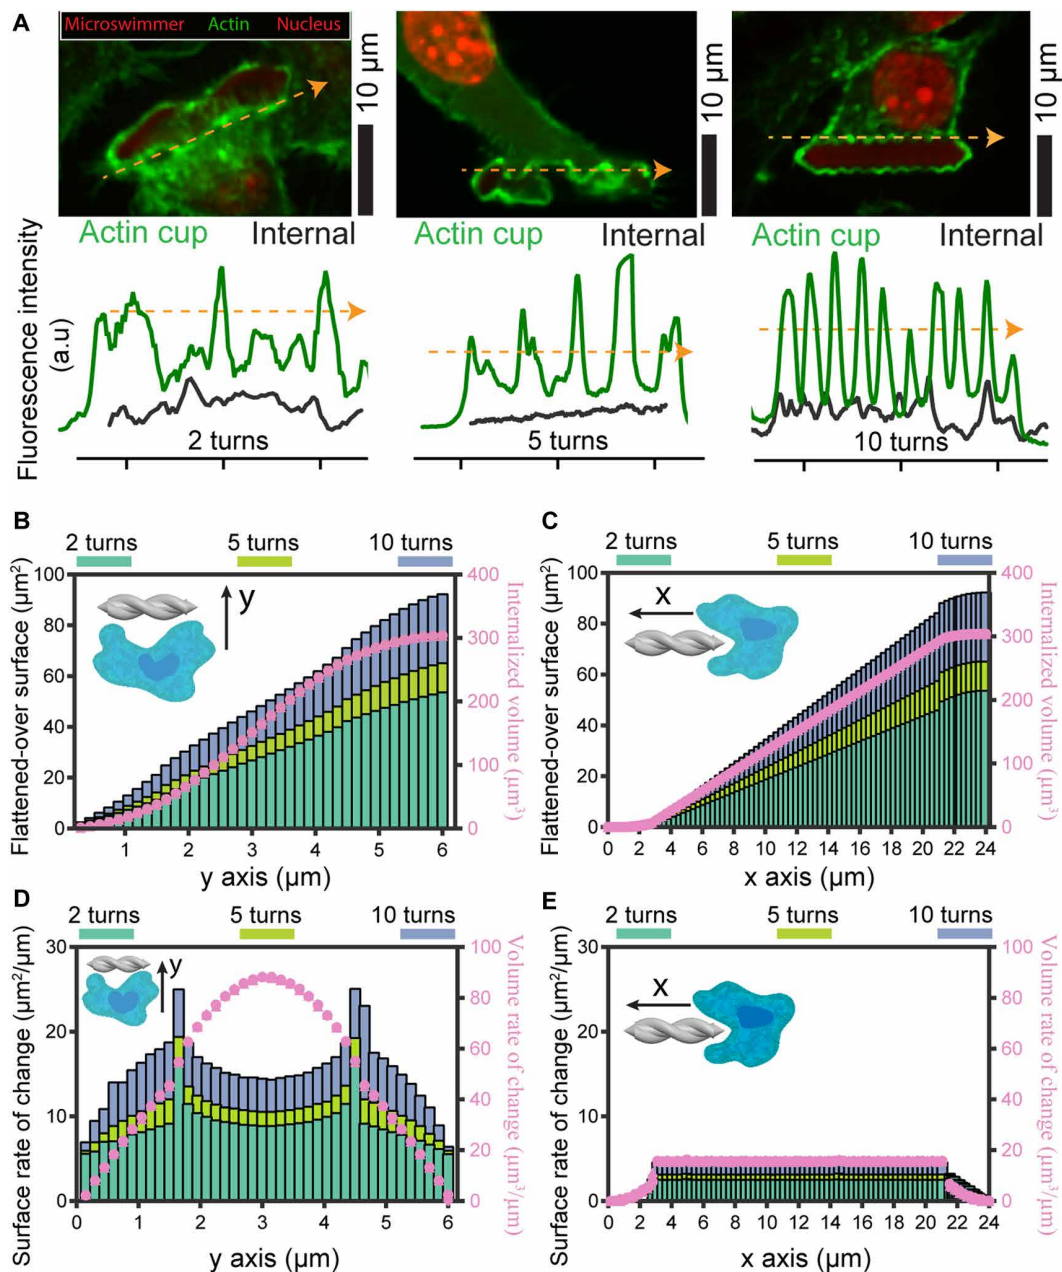 A
Microswimmer Actin Nucleus
10 µm
10 µm
10 µm
Fluorescence intensity
(a.u)
Actin cup Internal
Actin cup Internal
Actin cup Internal
2 turns
5 turns
10 turns
B
2 turns 5 turns 10 turns
Flattened-over surface (µm²)
100
80
60
40
20
0
y
400
300
200
100
0
Internalized volume (µm³)
1 2 3 4 5 6
y axis (µm)
C
2 turns 5 turns 10 turns
Flattened-over surface (µm²)
100
80
60
40
20
0
x
400
300
200
100
0
Internalized volume (µm³)
0 2 4 6 8 10 12 14 16 18 20 22 24
x axis (µm)
D
2 turns 5 turns 10 turns
Surface rate of change (µm²/µm)
30
20
10
0
y
100
80
60
40
20
0
Volume rate of change (µm³/µm)
0 1 2 3 4 5 6
y axis (µm)
E
2 turns 5 turns 10 turns
Surface rate of change (µm²/µm)
30
20
10
0
x
100
80
60
40
20
0
Volume rate of change (µm³/µm)
0 2 4 6 8 10 12 14 16 18 20 22 24
x axis (µm)